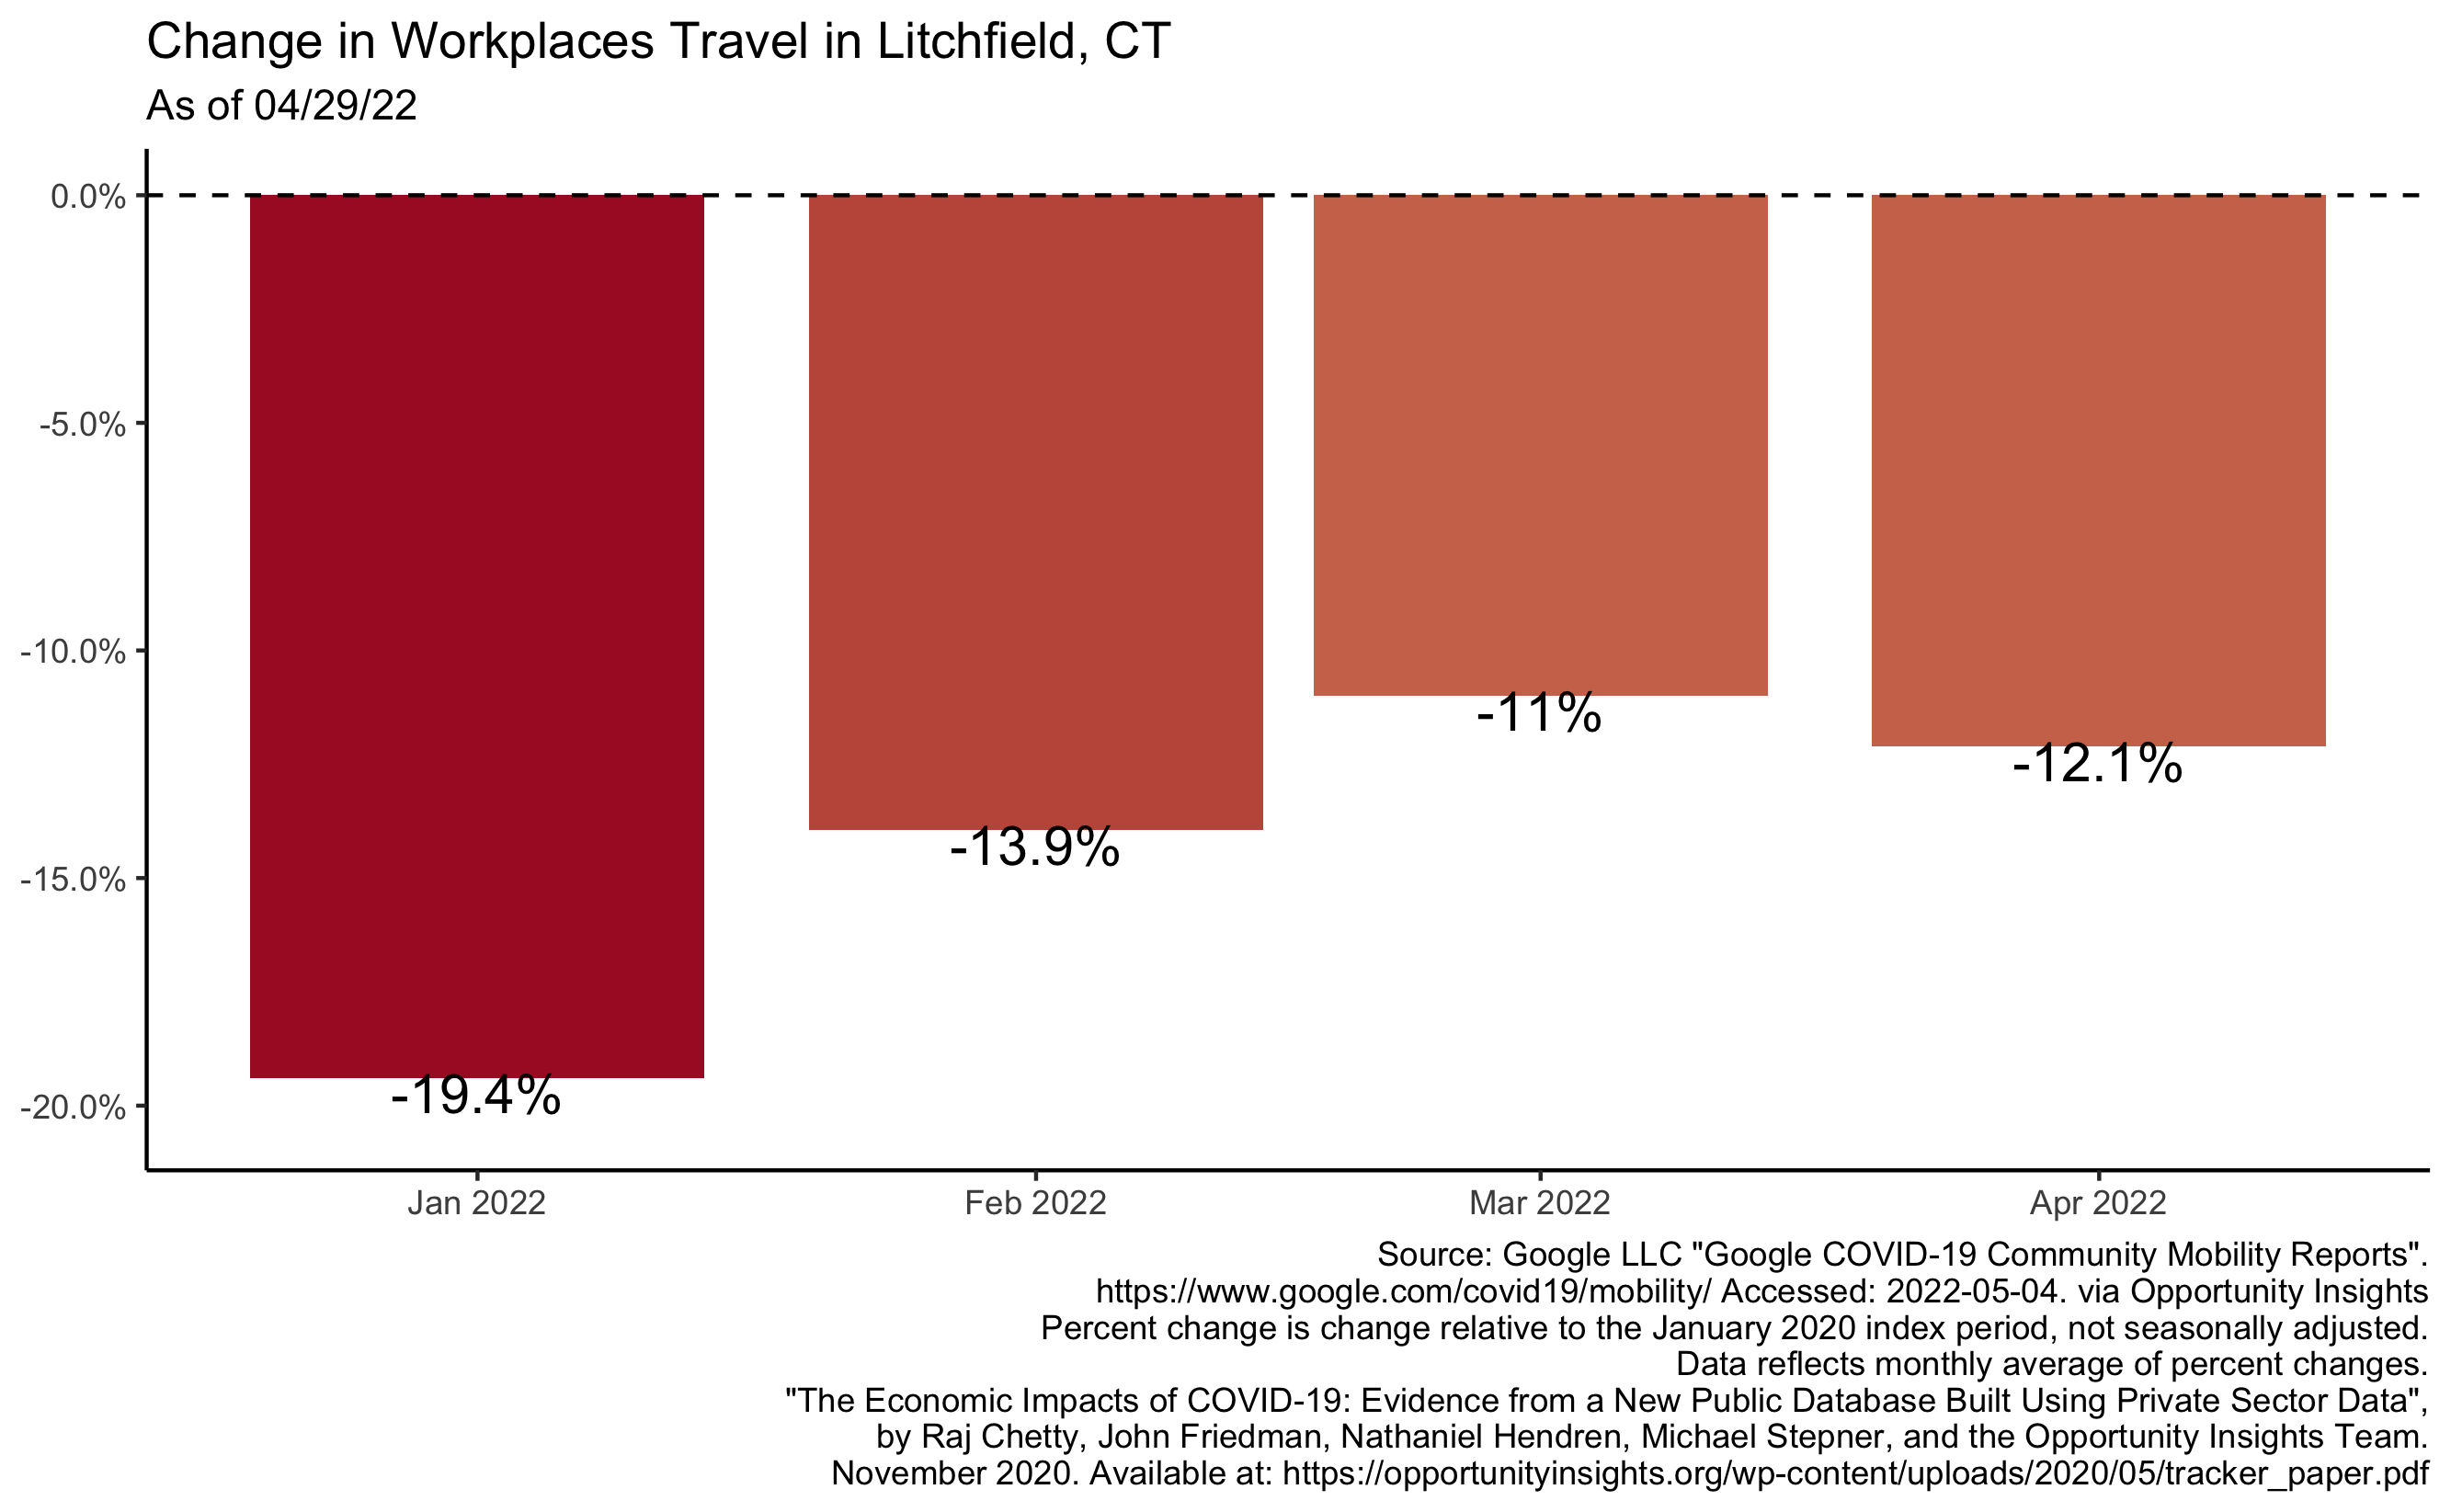 Change in Workplaces Travel in Litchfield, CT
As of 04/29/22
0.0%
-5.0%
-10.0%
-15.0%
-20.0%
-19.4%
-13.9%
-11%
-12.1%
Jan 2022
Feb 2022
Mar 2022
Apr 2022
Source: Google LLC "Google COVID-19 Community Mobility Reports".
https://www.google.com/covid19/mobility/ Accessed: 2022-05-04. via Opportunity Insights
Percent change is change relative to the January 2020 index period, not seasonally adjusted.
Data reflects monthly average of percent changes.
"The Economic Impacts of COVID-19: Evidence from a New Public Database Built Using Private Sector Data",
by Raj Chetty, John Friedman, Nathaniel Hendren, Michael Stepner, and the Opportunity Insights Team.
November 2020. Available at: https://opportunityinsights.org/wp-content/uploads/2020/05/tracker_paper.pdf